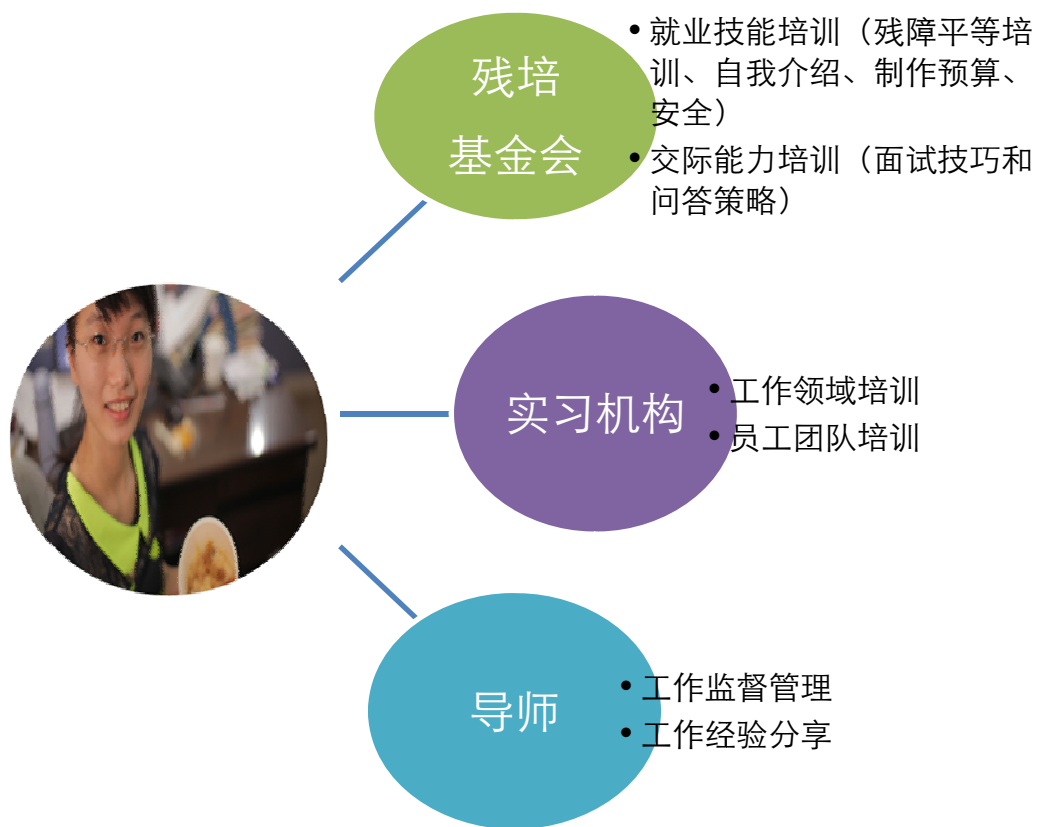 残培
基金会
• 就业技能培训（残障平等培
训、自我介绍、制作预算、
安全）
• 交际能力培训（面试技巧和
问答策略）
实习机构
• 工作领域培训
• 员工团队培训
导师
• 工作监督管理
• 工作经验分享